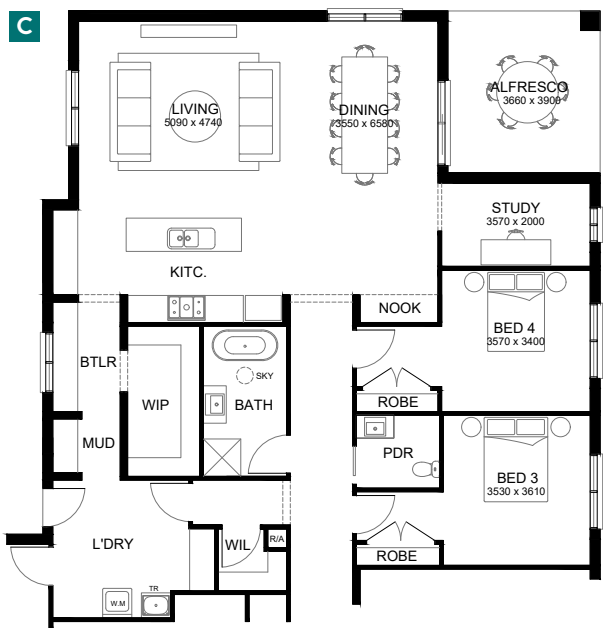 C
LIVING
5090 x 4740
DINING
3550 x 6580
ALFRESCO
3660 x 3900
STUDY
3570 x 2000
KITC.
NOOK
BED 4
3570 x 3400
BTLR
SKY
WIP
BATH
ROBE
MUD
PDR
BED 3
3530 x 3610
L'DRY
WIL
R/A
ROBE
TR
W.M